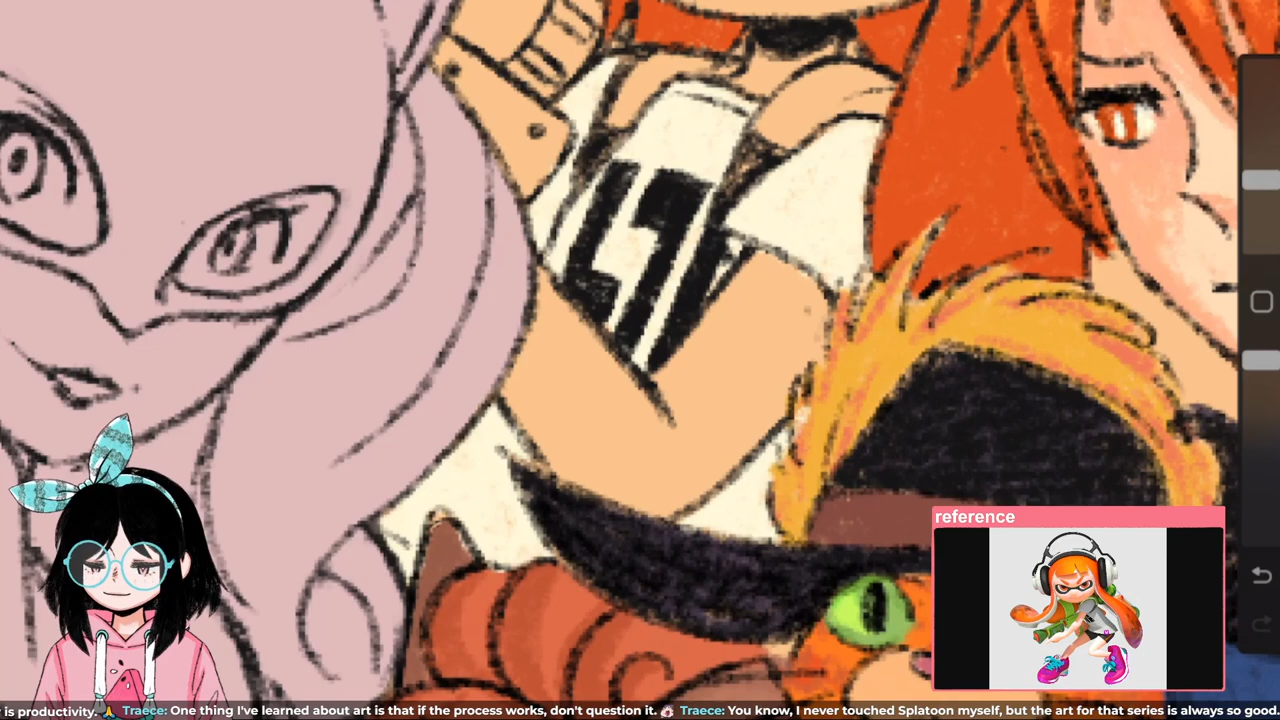 reference
is productivity. 🙏 Traece: One thing I've learned about art is that if the process works, don't question it. Traece: You know, I never touched Splatoon myself, but the art for that series is always so good.